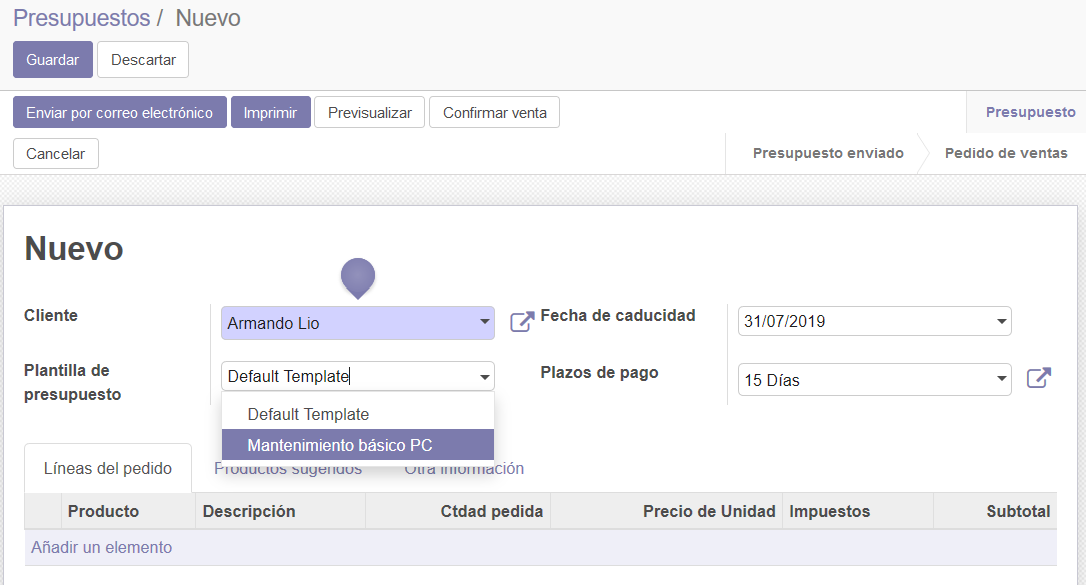 Presupuestos / Nuevo
Guardar Descartar
Enviar por correo electrónico Imprimir Previsualizar Confirmar venta Presupuesto
Cancelar Presupuesto enviado Pedido de ventas
Nuevo
Cliente Armando Lio Fecha de caducidad 31/07/2019
Plantilla de presupuesto Default Template Plazos de pago 15 Días
Default Template
Mantenimiento básico PC
Líneas del pedido Productos sugeridos Otra información
Producto Descripción Ctdad pedida Precio de Unidad Impuestos Subtotal
Añadir un elemento